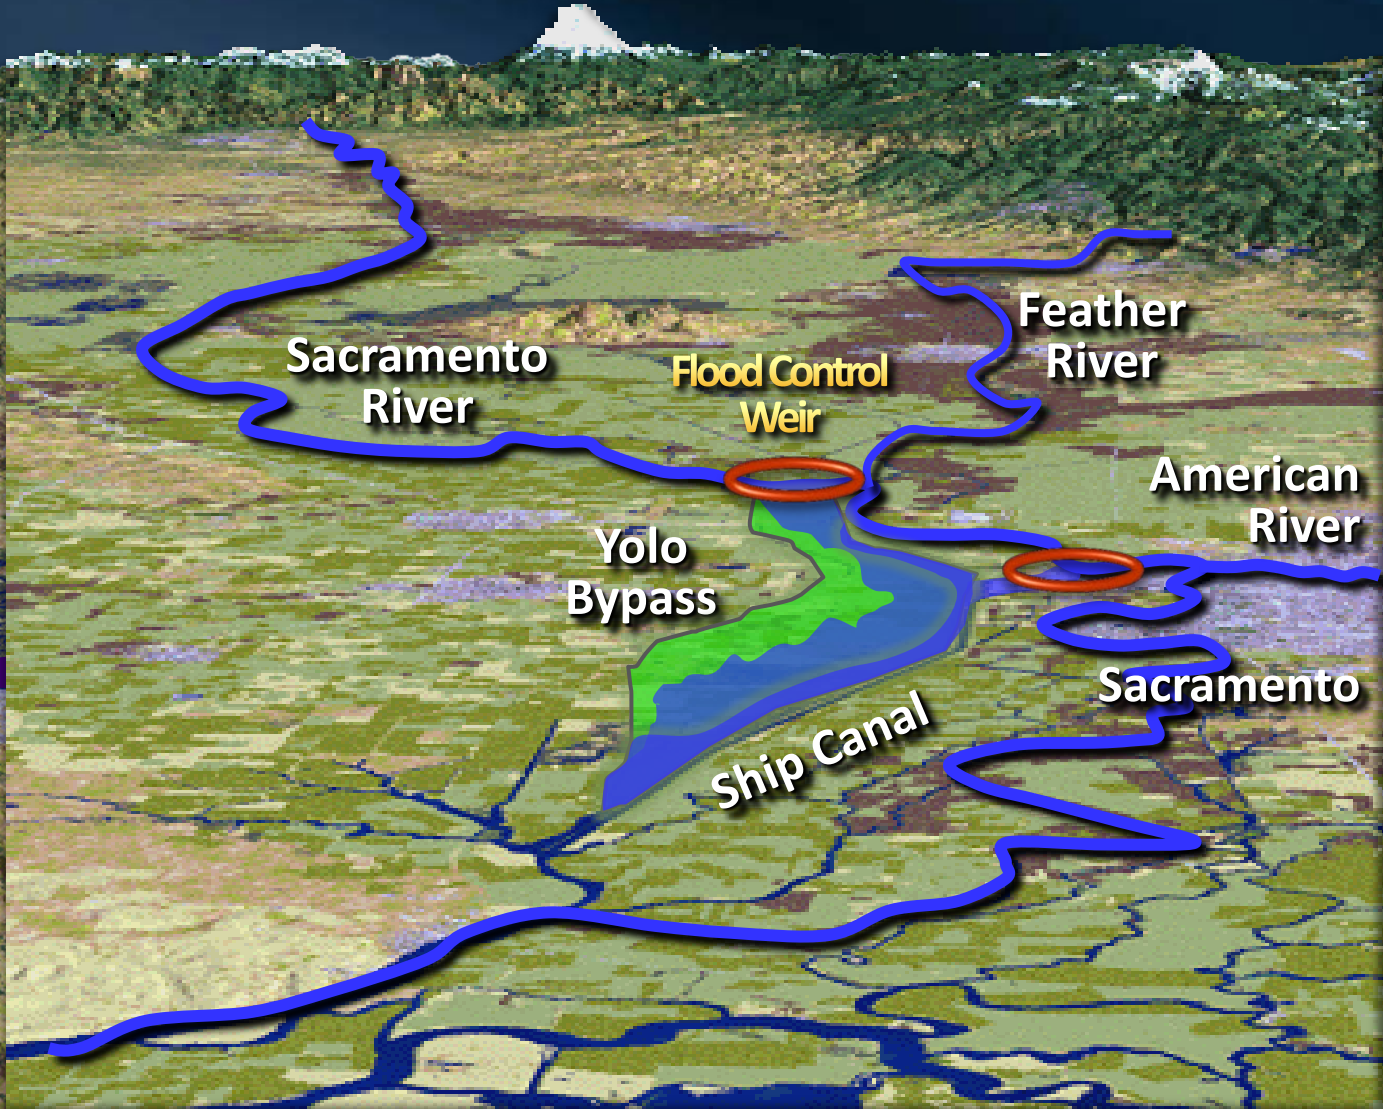 Feather
River
Sacramento
River
Flood Control
Weir
American
River
Yolo
Bypass
Sacramento
Ship Canal